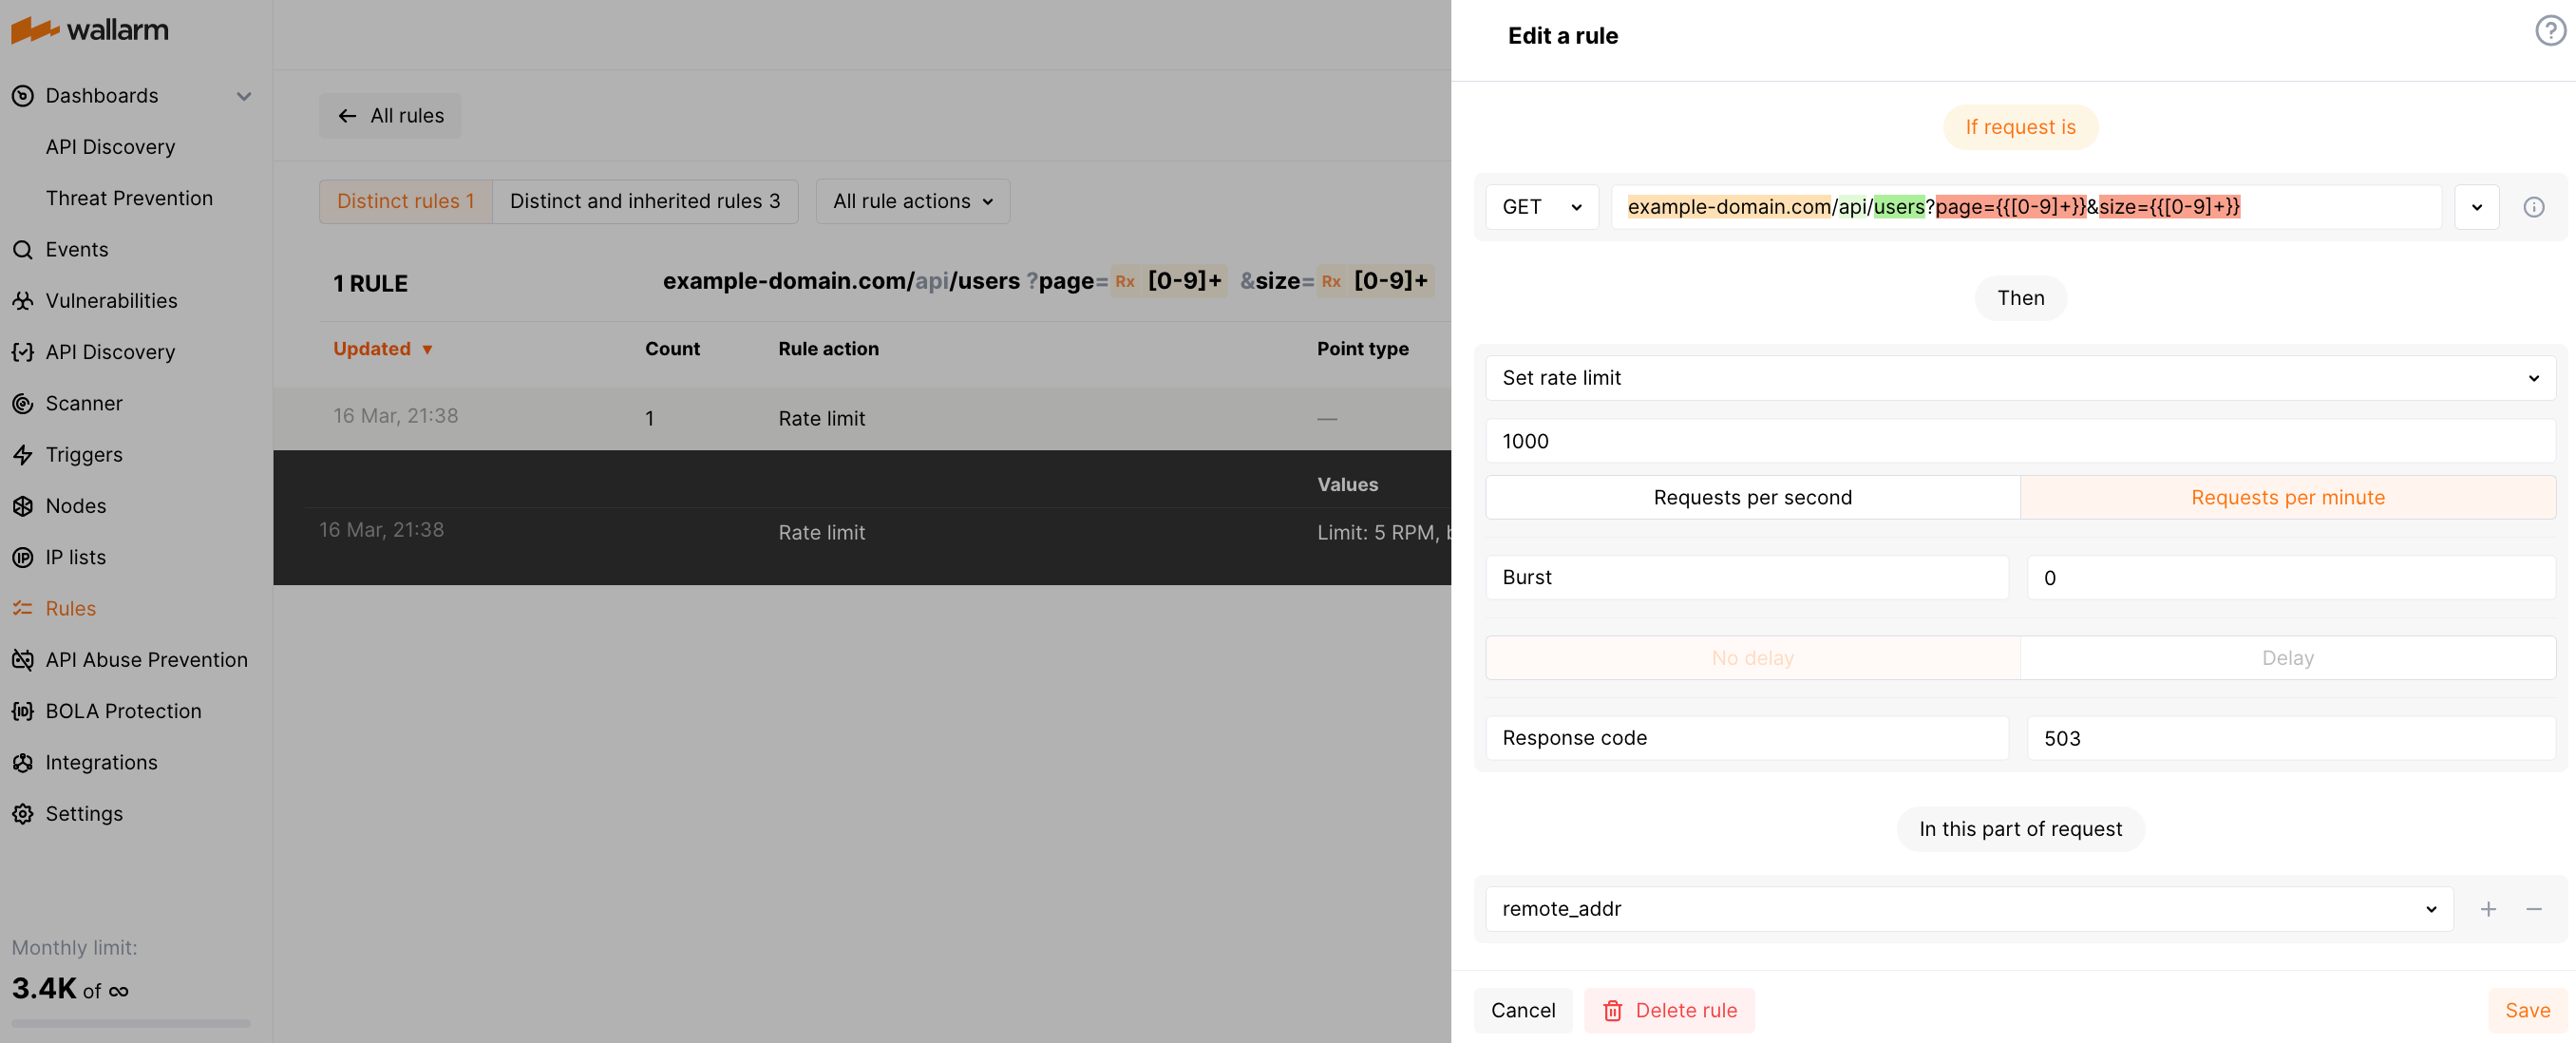 wallarm
Dashboards
API Discovery
Threat Prevention
Events
Vulnerabilities
API Discovery
Scanner
Triggers
Nodes
IP lists
Rules
API Abuse Prevention
BOLA Protection
Integrations
Settings
Monthly limit:
3.4K of ∞
← All rules
Distinct rules 1 Distinct and inherited rules 3 All rule actions
1 RULE example-domain.com/api/users ?page= Rx [0-9]+ &size= Rx [0-9]+
Updated ▼ Count Rule action Point type
16 Mar, 21:38 1 Rate limit —
Values
16 Mar, 21:38 Rate limit Limit: 5 RPM,
Edit a rule
If request is
GET example-domain.com/api/users?page={{[0-9]+}}&size={{[0-9]+}}
Then
Set rate limit
1000
Requests per second Requests per minute
Burst 0
No delay Delay
Response code 503
In this part of request
remote_addr + −
Cancel Delete rule Save